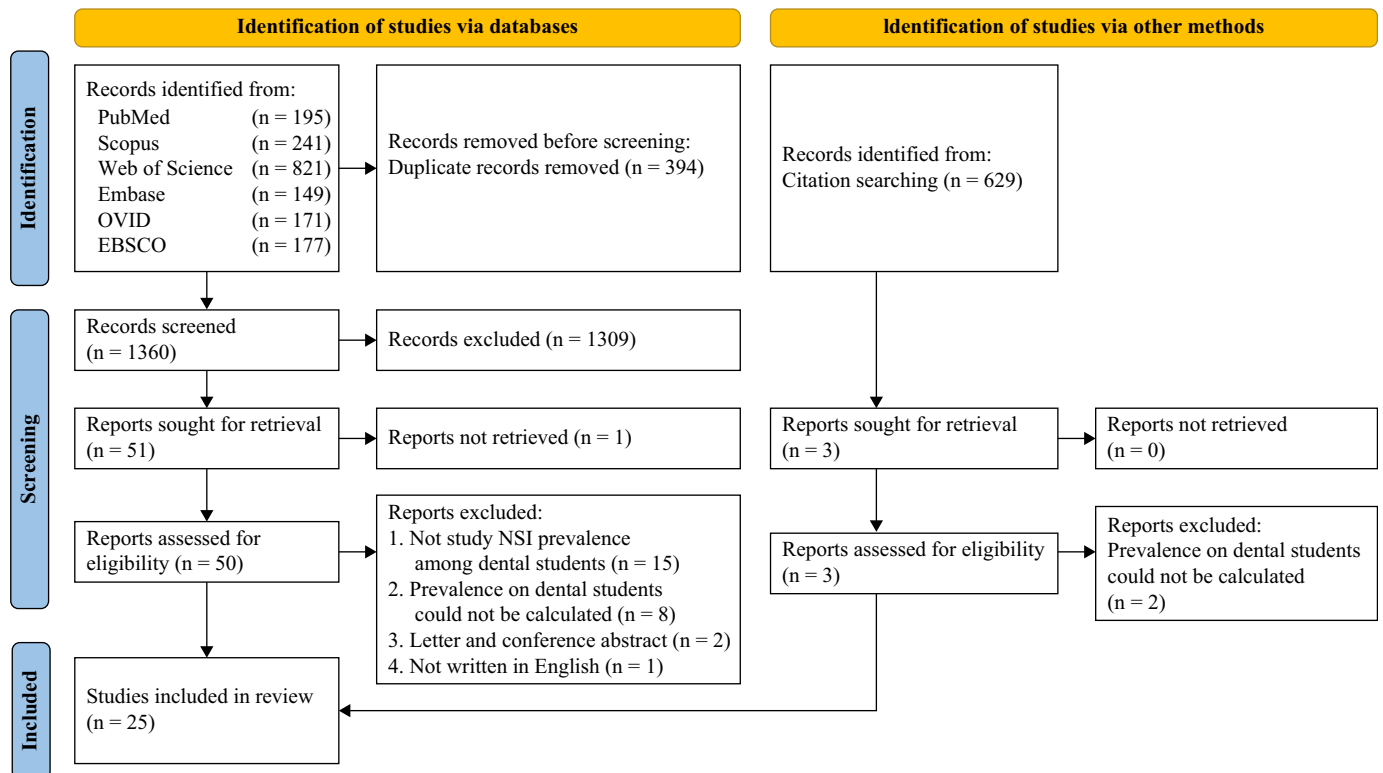 Identification of studies via databases
ldentification of studies via other methods
Identification
Records identified from:
PubMed (n = 195)
Scopus (n = 241)
Web of Science (n = 821)
Embase (n = 149)
OVID (n = 171)
EBSCO (n = 177)
Records removed before screening:
Duplicate records removed (n = 394)
Records identified from:
Citation searching (n = 629)
Screening
Records screened
(n = 1360)
Records excluded (n = 1309)
Reports sought for retrieval
(n = 51)
Reports not retrieved (n = 1)
Reports sought for retrieval
(n = 3)
Reports not retrieved
(n = 0)
Reports assessed for
eligibility (n = 50)
Reports excluded:
1. Not study NSI prevalence
among dental students (n = 15)
2. Prevalence on dental students
could not be calculated (n = 8)
3. Letter and conference abstract (n = 2)
4. Not written in English (n = 1)
Reports assessed for eligibility
(n = 3)
Reports excluded:
Prevalence on dental students
could not be calculated
(n = 2)
Included
Studies included in review
(n = 25)